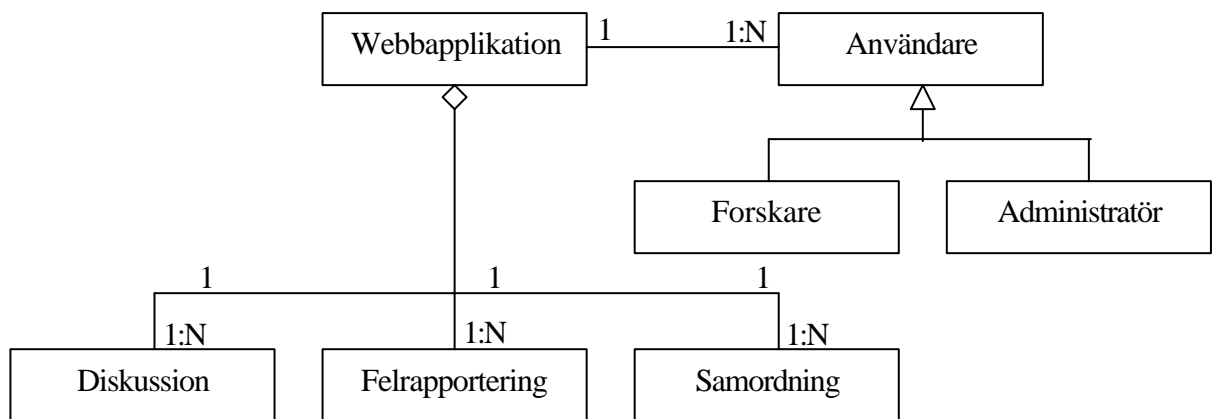 Webbapplikation 1 1:N Användare
Forskare Administratör
1 1 1
1:N 1:N 1:N
Diskussion Felrapportering Samordning